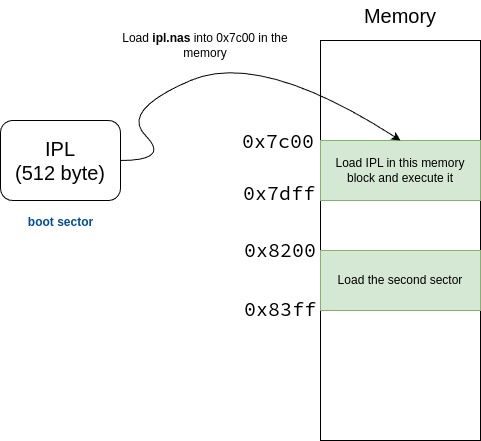 Memory
Load ipl.nas into 0x7c00 in the
memory
IPL
(512 byte)
boot sector
0x7c00
Load IPL in this memory
block and execute it
0x7dff
0x8200
Load the second sector
0x83ff